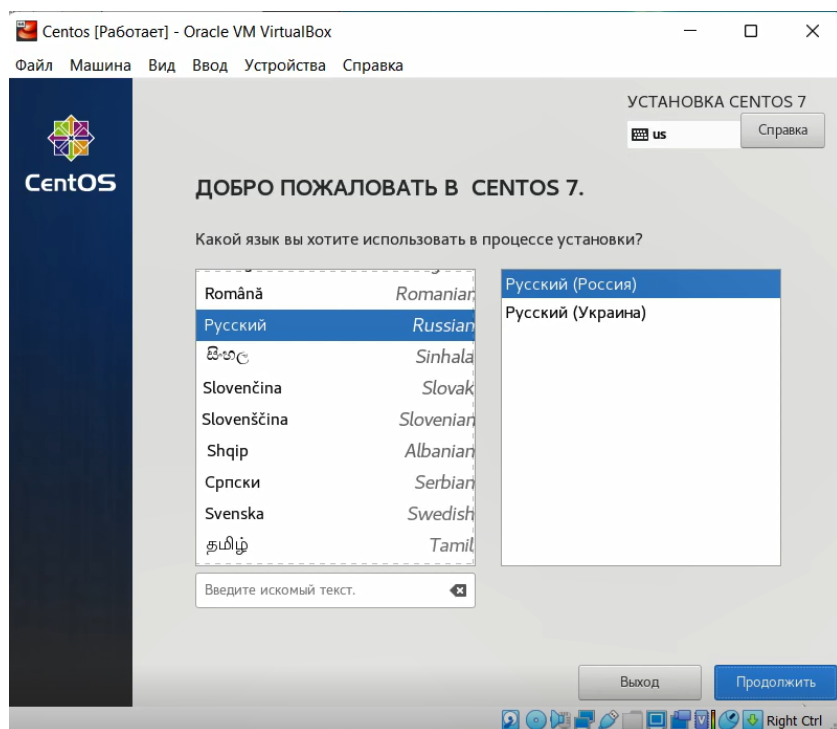 Centos [Работает] - Oracle VM VirtualBox
Файл Машина Вид Ввод Устройства Справка
УСТАНОВКА CENTOS 7
us
Справка
CentOS
ДОБРО ПОЖАЛОВАТЬ В CENTOS 7.
Какой язык вы хотите использовать в процессе установки?
Română Romanian
Русский Russian
සිංහල Sinhala
Slovenčina Slovak
Slovenščina Slovenian
Shqip Albanian
Српски Serbian
Svenska Swedish
தமிழ் Tamil
Русский (Россия)
Русский (Украина)
Введите искомый текст.
Выход
Продолжить
Right Ctrl